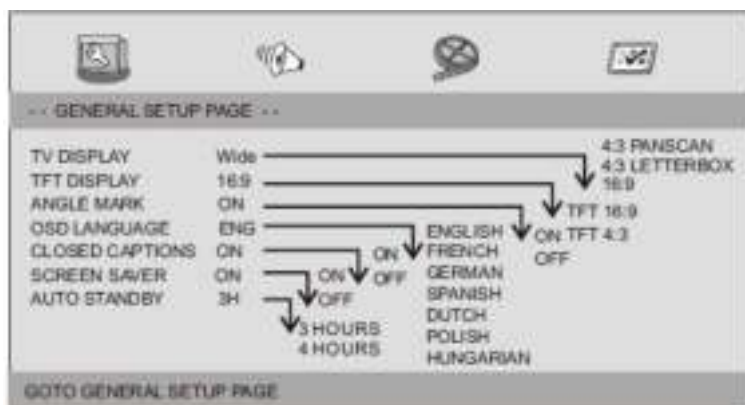 -- GENERAL SETUP PAGE --
TV DISPLAY Wide
TFT DISPLAY 16:9
ANGLE MARK ON
OSD LANGUAGE ENG
CLOSED CAPTIONS ON
SCREEN SAVER ON
AUTO STANDBY 3H
4:3 PANSCAN
4:3 LETTERBOX
16:9
TFT 16:9
TFT 4:3
ON
OFF
ENGLISH
FRENCH
GERMAN
SPANISH
DUTCH
POLISH
HUNGARIAN
ON
OFF
ON
OFF
3 HOURS
4 HOURS
GOTO GENERAL SETUP PAGE